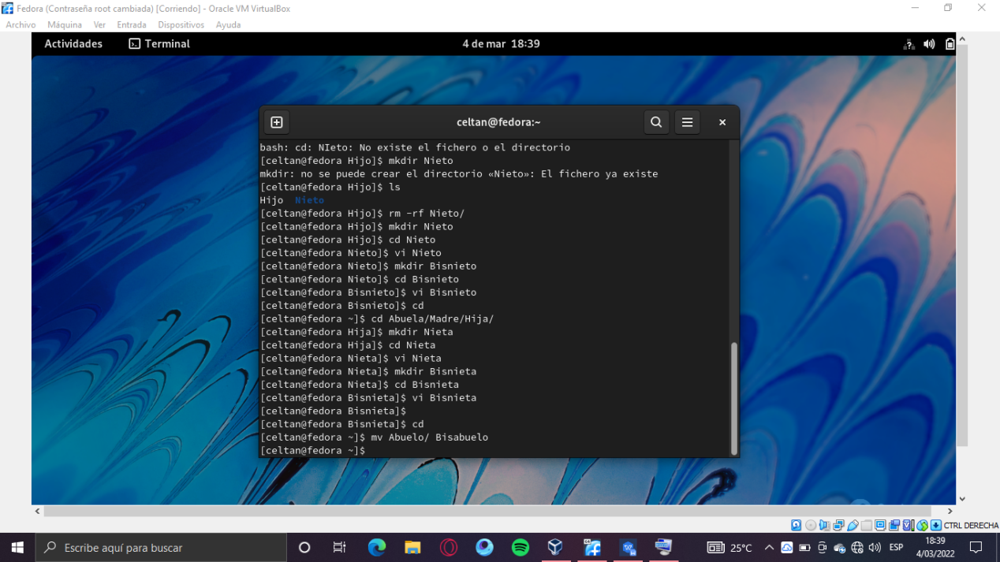 Fedora (Contraseña root cambiada) [Corriendo] - Oracle VM VirtualBox
Archivo Máquina Ver Entrada Dispositivos Ayuda
Actividades Terminal 4 de mar 18:39
celtan@fedora:~
bash: cd: NIeto: No existe el fichero o el directorio
[celtan@fedora Hijo]$ mkdir Nieto
mkdir: no se puede crear el directorio «Nieto»: El fichero ya existe
[celtan@fedora Hijo]$ ls
Hijo Nieto
[celtan@fedora Hijo]$ rm -rf Nieto/
[celtan@fedora Hijo]$ mkdir Nieto
[celtan@fedora Hijo]$ cd Nieto
[celtan@fedora Nieto]$ vi Nieto
[celtan@fedora Nieto]$ mkdir Bisnieto
[celtan@fedora Nieto]$ cd Bisnieto
[celtan@fedora Bisnieto]$ vi Bisnieto
[celtan@fedora Bisnieto]$ cd
[celtan@fedora ~]$ cd Abuela/Madre/Hija/
[celtan@fedora Hija]$ mkdir Nieta
[celtan@fedora Hija]$ cd Nieta
[celtan@fedora Nieta]$ vi Nieta
[celtan@fedora Nieta]$ mkdir Bisnieta
[celtan@fedora Nieta]$ cd Bisnieta
[celtan@fedora Bisnieta]$ vi Bisnieta
[celtan@fedora Bisnieta]$
[celtan@fedora Bisnieta]$ cd
[celtan@fedora ~]$ mv Abuelo/ Bisabuelo
[celtan@fedora ~]$
CTRL DERECHA
Escribe aquí para buscar 25°C ESP 18:39
4/03/2022